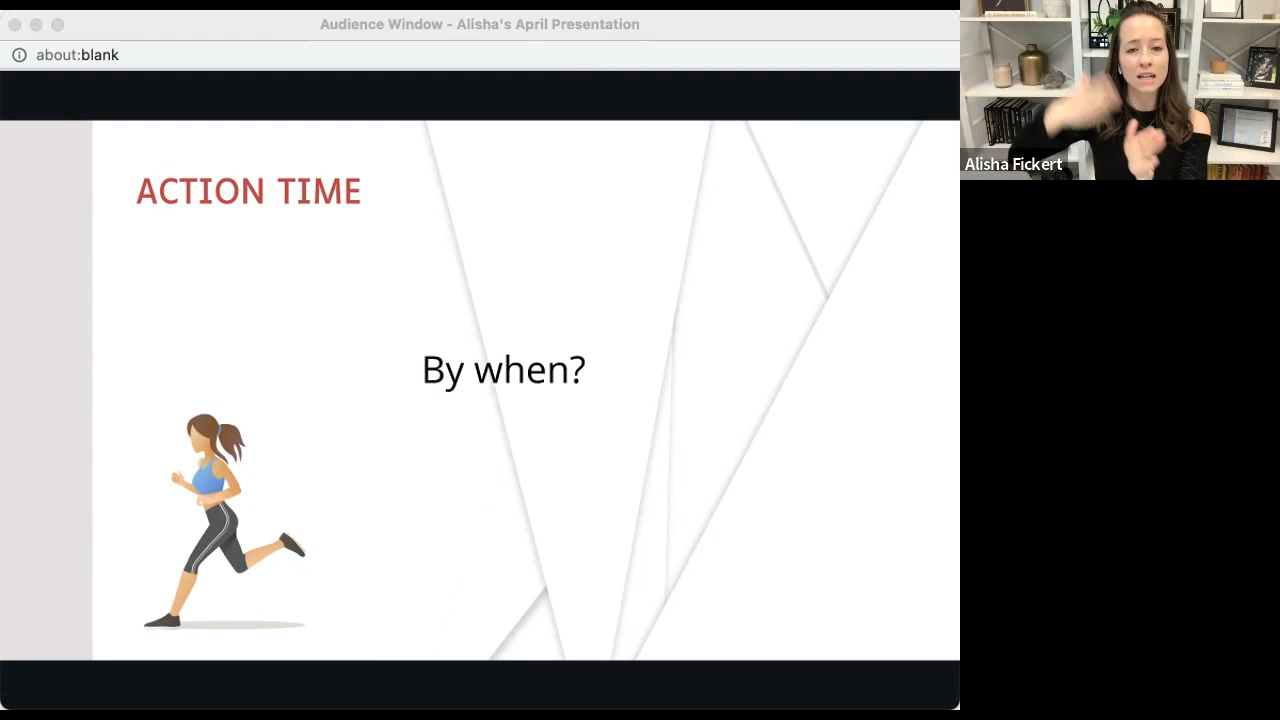 Audience Window - Alisha's April Presentation
about:blank
ACTION TIME
By when?
Alisha Fickert